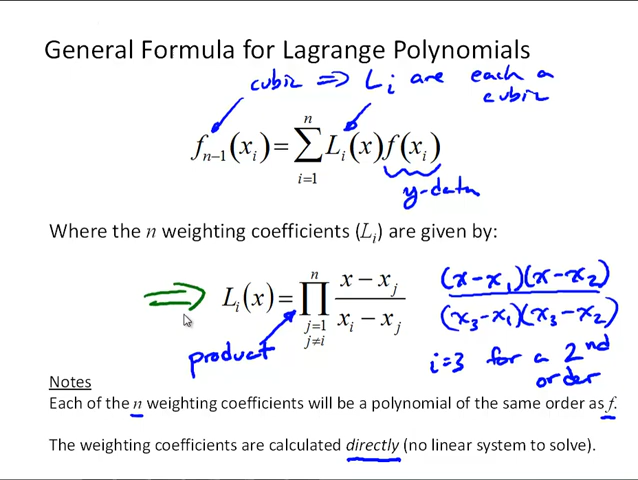 General Formula for Lagrange Polynomials
cubic ⇒ Lᵢ are each a
cubic
fₙ₋₁(xᵢ) = ∑ᵢ₌₁ⁿ Lᵢ(x)f(xᵢ)
y-data
Where the n weighting coefficients (Lᵢ) are given by:
(x-x₁)(x-x₂)
⇒ Lᵢ(x) = ∏ⱼ₌₁,ⱼ≠ᵢⁿ (x - xⱼ)/(xᵢ - xⱼ)
(x₃-x₁)(x₃-x₂)
product
i=3 for a 2nd
order
Notes
Each of the n weighting coefficients will be a polynomial of the same order as f.
The weighting coefficients are calculated directly (no linear system to solve).